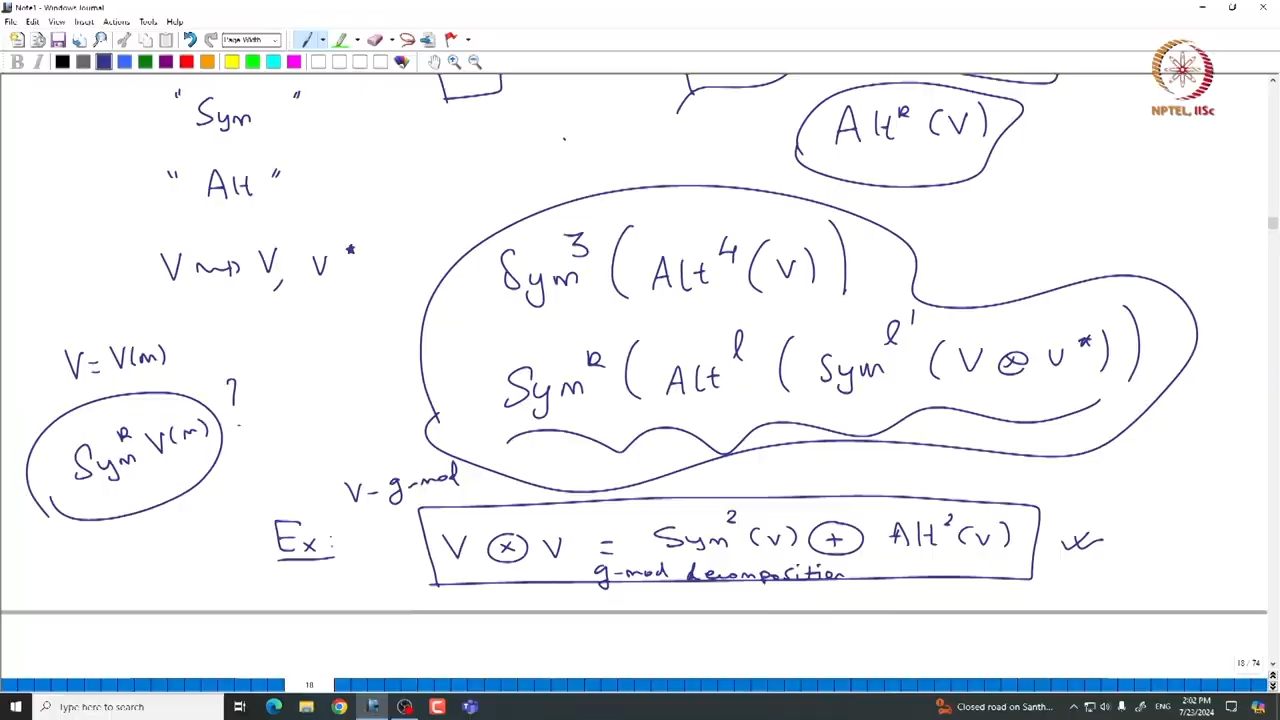 Note1 - Windows Journal
File Edit View Insert Actions Tools Help
Page Width
B I
NPTEL, IISc
" Sym "
Alt^k (V)
" Alt "
V ⇝ V, V*
Sym^3 (Alt^4 (V))
V = V(m)
Sym^k (Alt^l (Sym^l' (V ⊗ V*)))
Sym^k V(m) ?
V - g-mod
Ex: V ⊗ V = Sym^2 (V) ⊕ Alt^2 (V)
g-mod decomposition
18 / 74
18
Type here to search
Closed road on Santh...
ENG
2:02 PM
7/23/2024